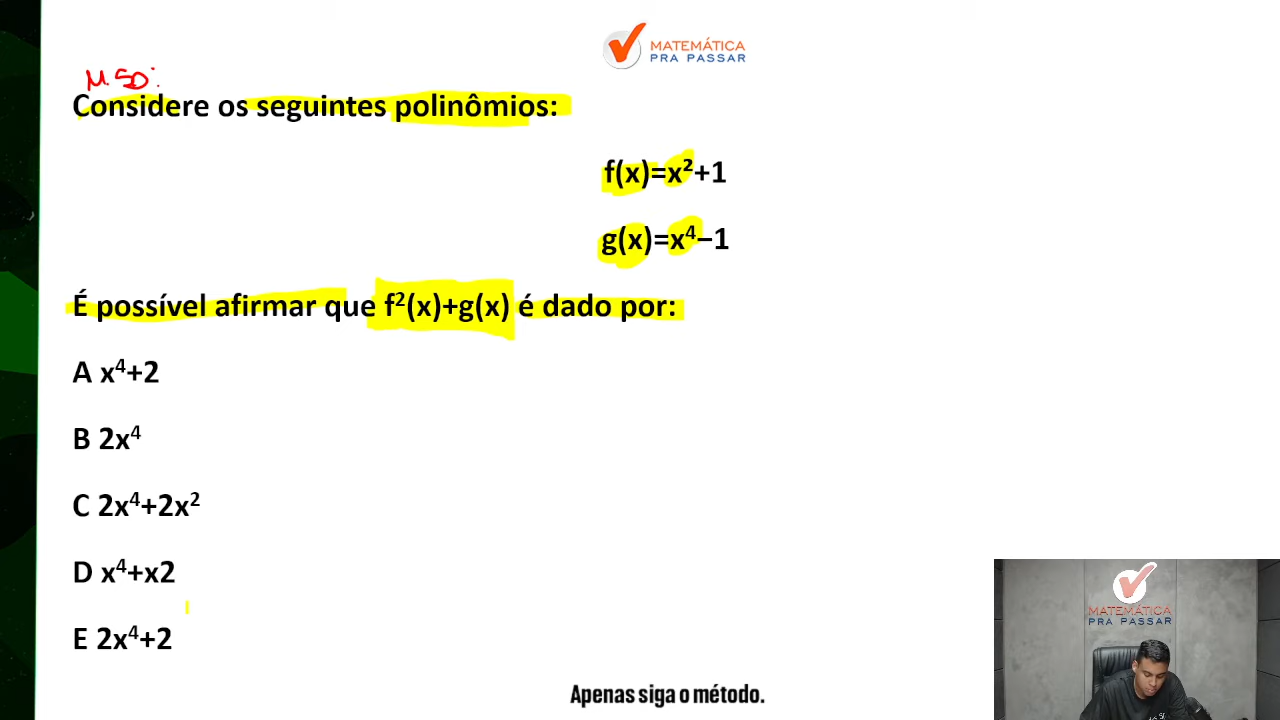 MATEMÁTICA
PRA PASSAR
M.SD:
Considere os seguintes polinômios:
f(x)=x²+1
g(x)=x⁴−1
É possível afirmar que f²(x)+g(x) é dado por:
A x⁴+2
B 2x⁴
C 2x⁴+2x²
D x⁴+x2
E 2x⁴+2
MATEMÁTICA
PRA PASSAR
Apenas siga o método.